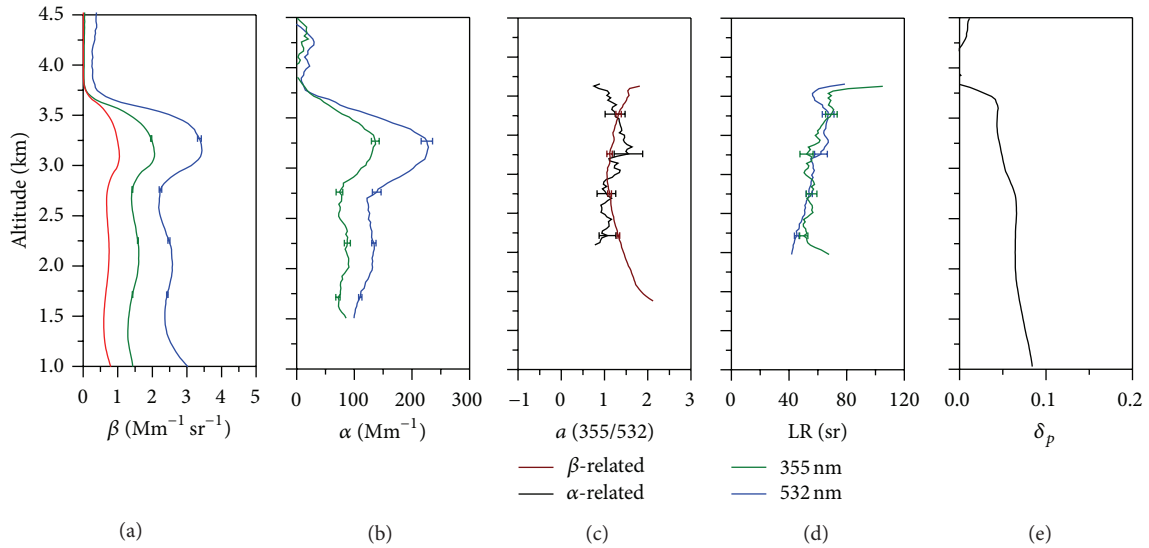 4.5
4.0
3.5
3.0
2.5
2.0
1.5
1.0
Altitude (km)
0 1 2 3 4 5
β (Mm⁻¹ sr⁻¹)
(a)
0 100 200 300
α (Mm⁻¹)
(b)
−1 0 1 2 3
a (355/532)
β-related
α-related
(c)
0 40 80 120
LR (sr)
355 nm
532 nm
(d)
0.0 0.1 0.2
δₚ
(e)